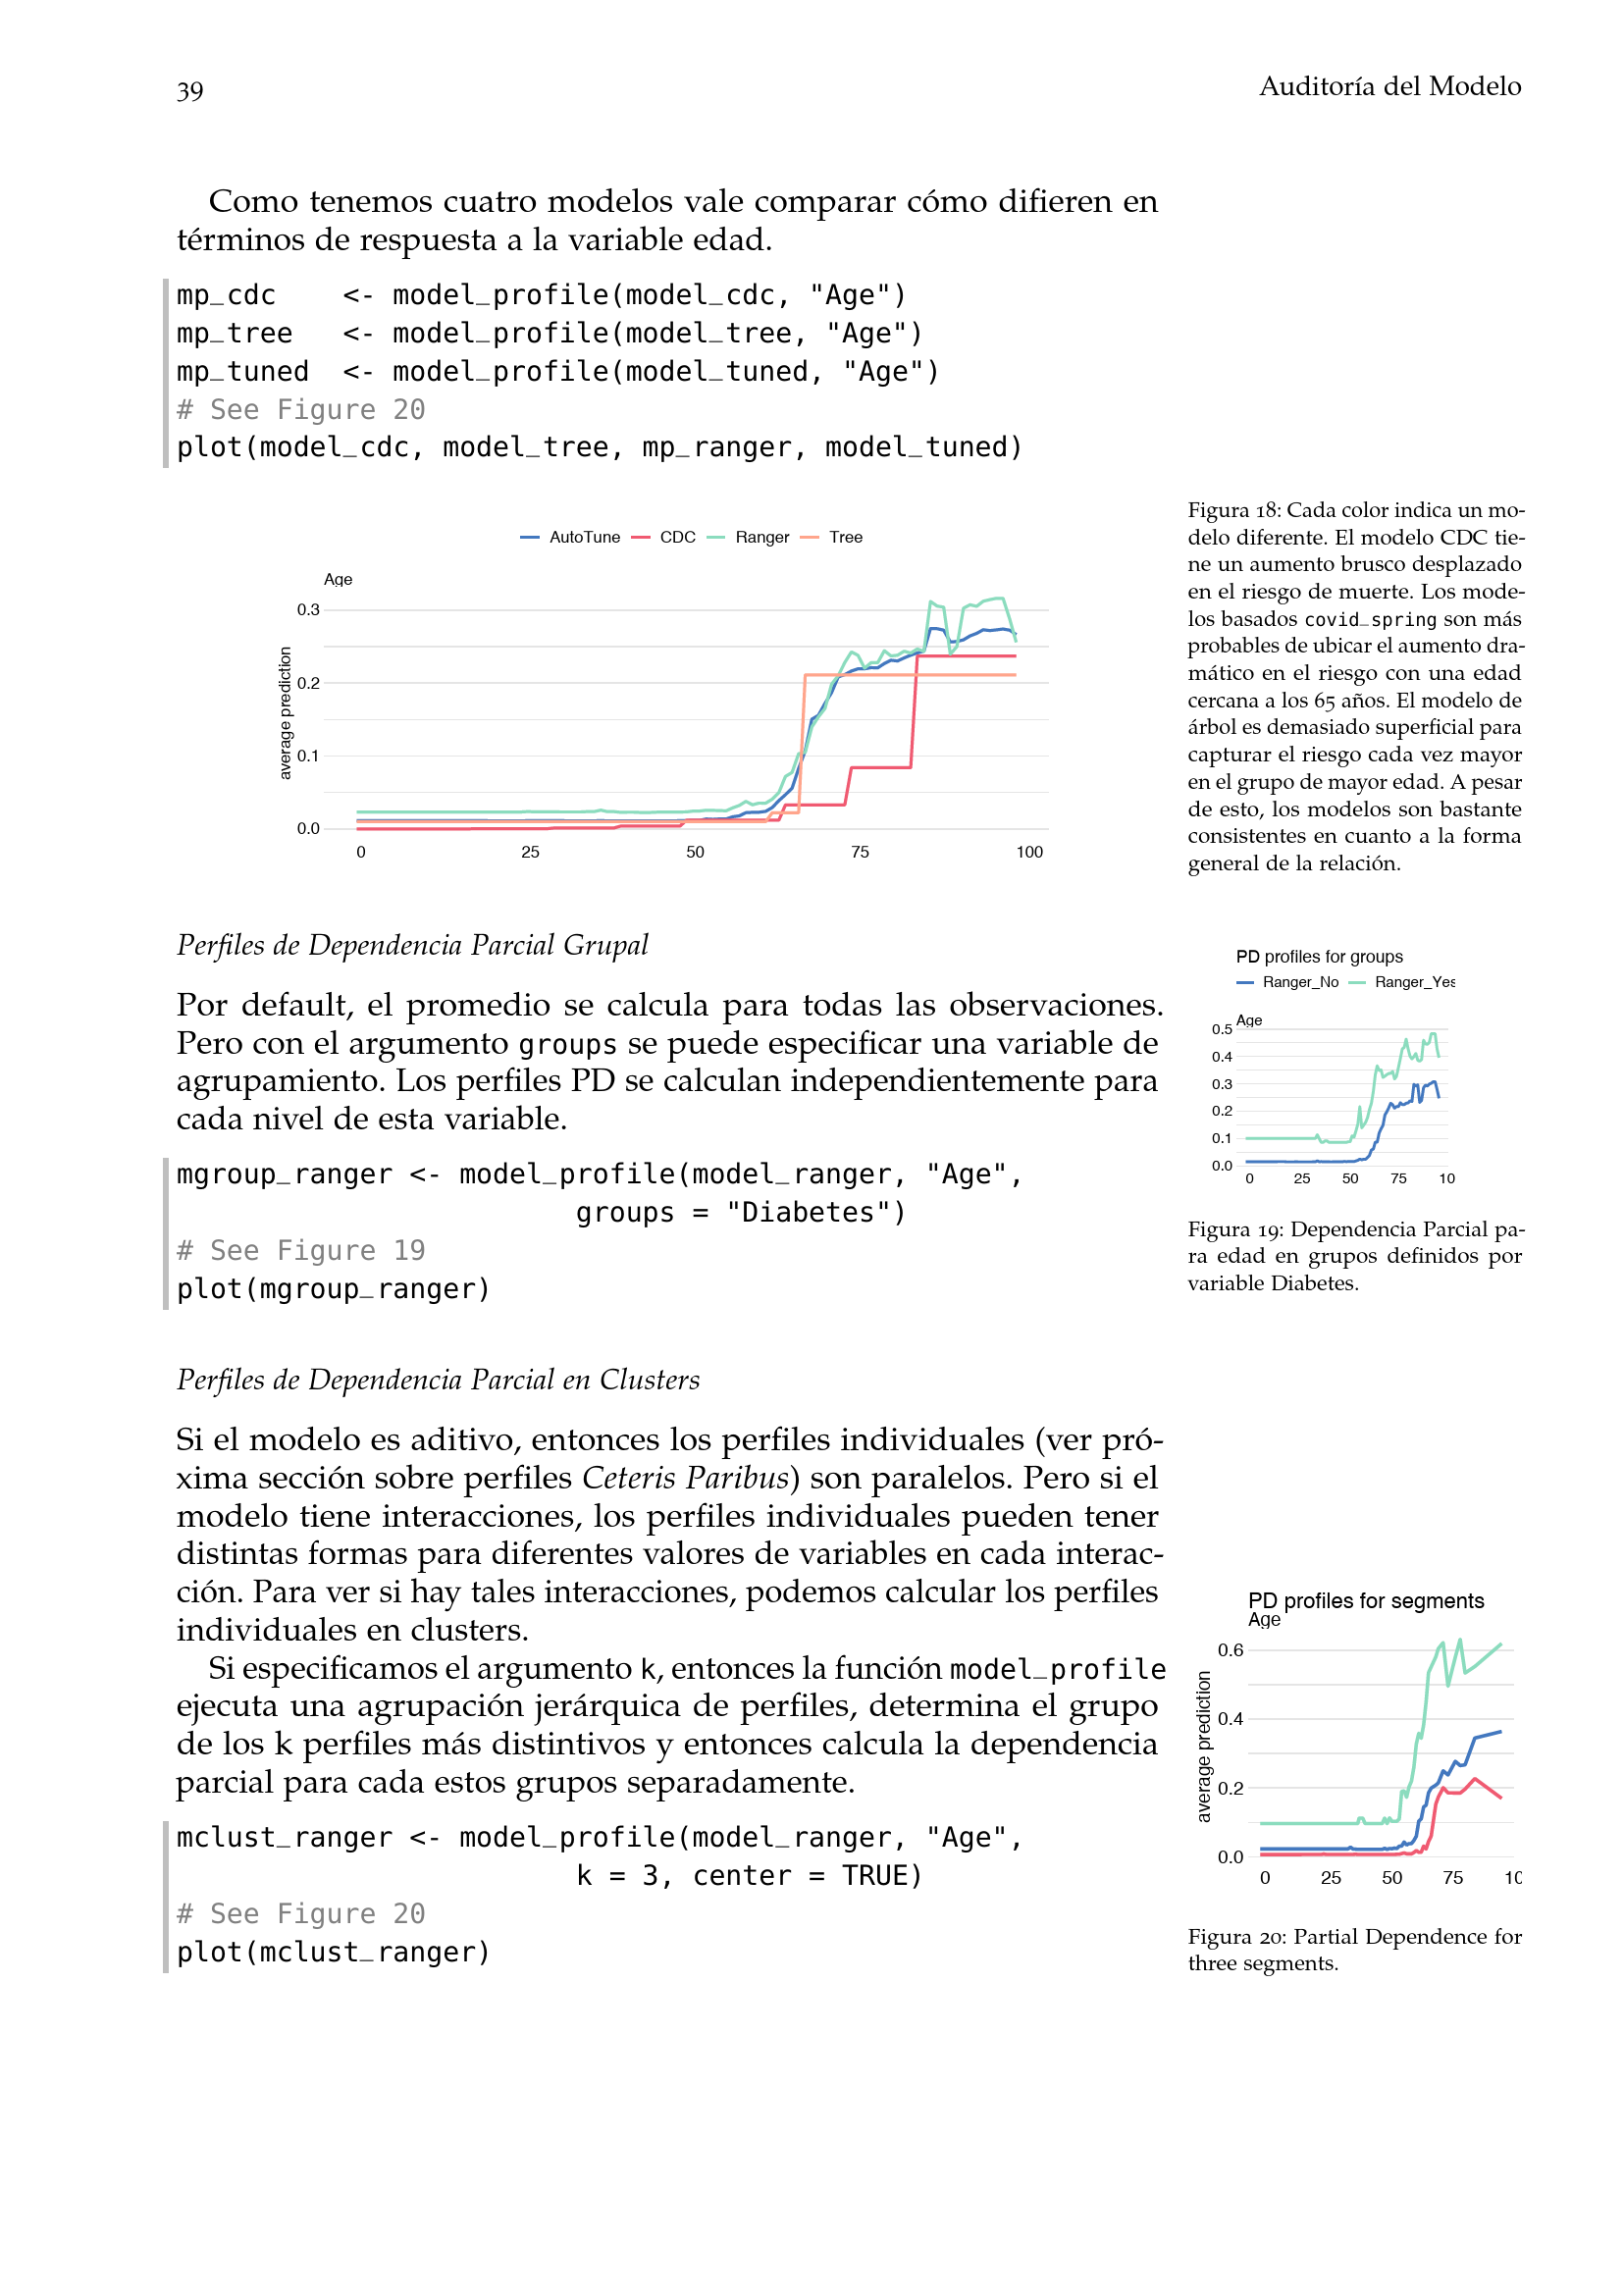 39
Auditoría del Modelo
Como tenemos cuatro modelos vale comparar cómo difieren en
términos de respuesta a la variable edad.
mp_cdc    <- model_profile(model_cdc, "Age")
mp_tree   <- model_profile(model_tree, "Age")
mp_tuned  <- model_profile(model_tuned, "Age")
# See Figure 20
plot(model_cdc, model_tree, mp_ranger, model_tuned)
AutoTune CDC Ranger Tree
Age
average prediction
0.3
0.2
0.1
0.0
0 25 50 75 100
Figura 18: Cada color indica un mo-
delo diferente. El modelo CDC tie-
ne un aumento brusco desplazado
en el riesgo de muerte. Los mode-
los basados covid_spring son más
probables de ubicar el aumento dra-
mático en el riesgo con una edad
cercana a los 65 años. El modelo de
árbol es demasiado superficial para
capturar el riesgo cada vez mayor
en el grupo de mayor edad. A pesar
de esto, los modelos son bastante
consistentes en cuanto a la forma
general de la relación.
Perfiles de Dependencia Parcial Grupal
Por default, el promedio se calcula para todas las observaciones.
Pero con el argumento groups se puede especificar una variable de
agrupamiento. Los perfiles PD se calculan independientemente para
cada nivel de esta variable.
mgroup_ranger <- model_profile(model_ranger, "Age",
                        groups = "Diabetes")
# See Figure 19
plot(mgroup_ranger)
PD profiles for groups
Ranger_No Ranger_Yes
Age
0.5
0.4
0.3
0.2
0.1
0.0
0 25 50 75 10
Figura 19: Dependencia Parcial pa-
ra edad en grupos definidos por
variable Diabetes.
Perfiles de Dependencia Parcial en Clusters
Si el modelo es aditivo, entonces los perfiles individuales (ver pró-
xima sección sobre perfiles Ceteris Paribus) son paralelos. Pero si el
modelo tiene interacciones, los perfiles individuales pueden tener
distintas formas para diferentes valores de variables en cada interac-
ción. Para ver si hay tales interacciones, podemos calcular los perfiles
individuales en clusters.
Si especificamos el argumento k, entonces la función model_profile
ejecuta una agrupación jerárquica de perfiles, determina el grupo
de los k perfiles más distintivos y entonces calcula la dependencia
parcial para cada estos grupos separadamente.
mclust_ranger <- model_profile(model_ranger, "Age",
                        k = 3, center = TRUE)
# See Figure 20
plot(mclust_ranger)
PD profiles for segments
Age
average prediction
0.6
0.4
0.2
0.0
0 25 50 75 10
Figura 20: Partial Dependence for
three segments.